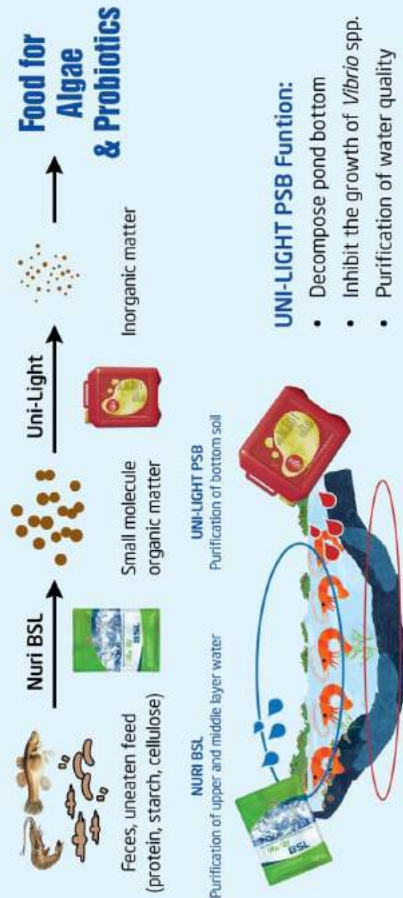 Nuri BSL
Uni-Light
Food for
Algae
& Probiotics
Feces, uneaten feed
(protein, starch, cellulose)
BSL
Small molecule
organic matter
Inorganic matter
NURI BSL
Purification of upper and middle layer water
UNI-LIGHT PSB
Purification of bottom soil
BSL
UNI-LIGHT PSB Funtion:
• Decompose pond bottom
• Inhibit the growth of Vibrio spp.
• Purification of water quality